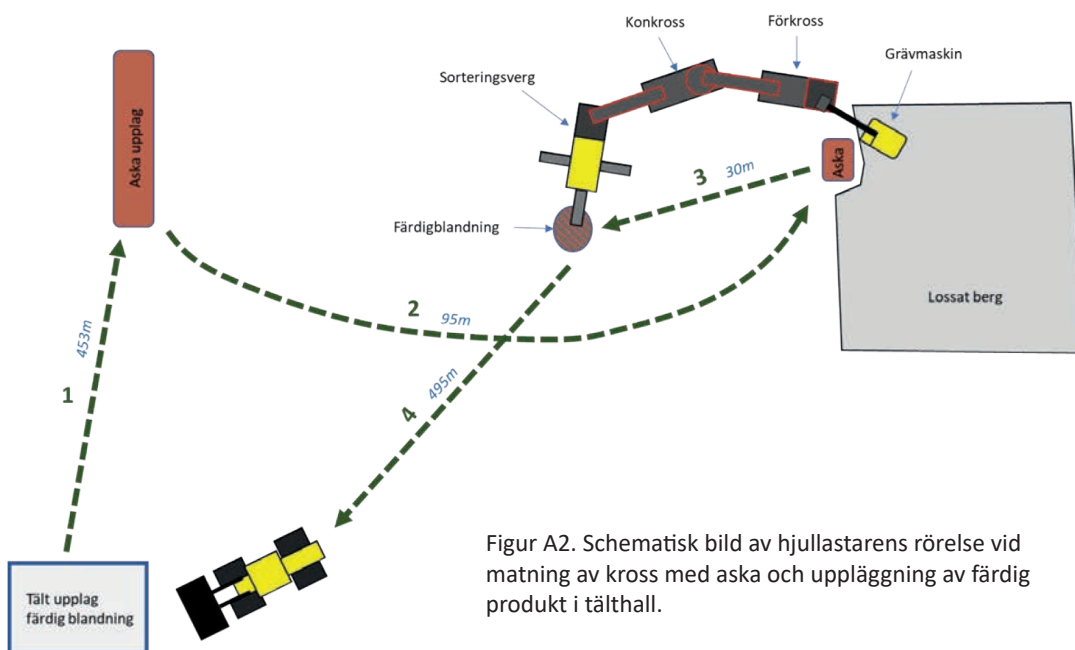 Konkross
Förkross
Grävmaskin
Sorteringsverg
Aska upplag
Aska
3
30m
Färdigblandning
Lossat berg
2
95m
453m
1
495m
4
Tält upplag
färdig blandning
Figur A2. Schematisk bild av hjullastarens rörelse vid
matning av kross med aska och uppläggning av färdig
produkt i tälthall.